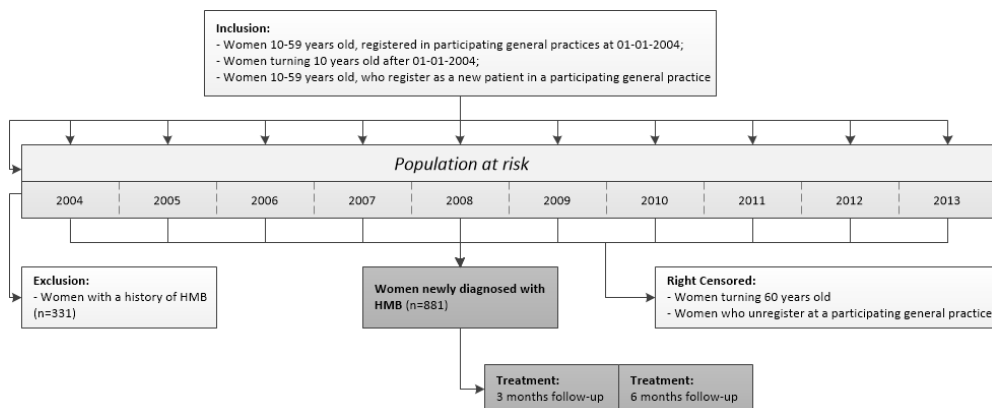 Inclusion:
- Women 10-59 years old, registered in participating general practices at 01-01-2004;
- Women turning 10 years old after 01-01-2004;
- Women 10-59 years old, who register as a new patient in a participating general practice
Population at risk
2004 2005 2006 2007 2008 2009 2010 2011 2012 2013
Exclusion:
- Women with a history of HMB
(n=331)
Women newly diagnosed with
HMB (n=881)
Right Censored:
- Women turning 60 years old
- Women who unregister at a participating general practice
Treatment:
3 months follow-up
Treatment:
6 months follow-up